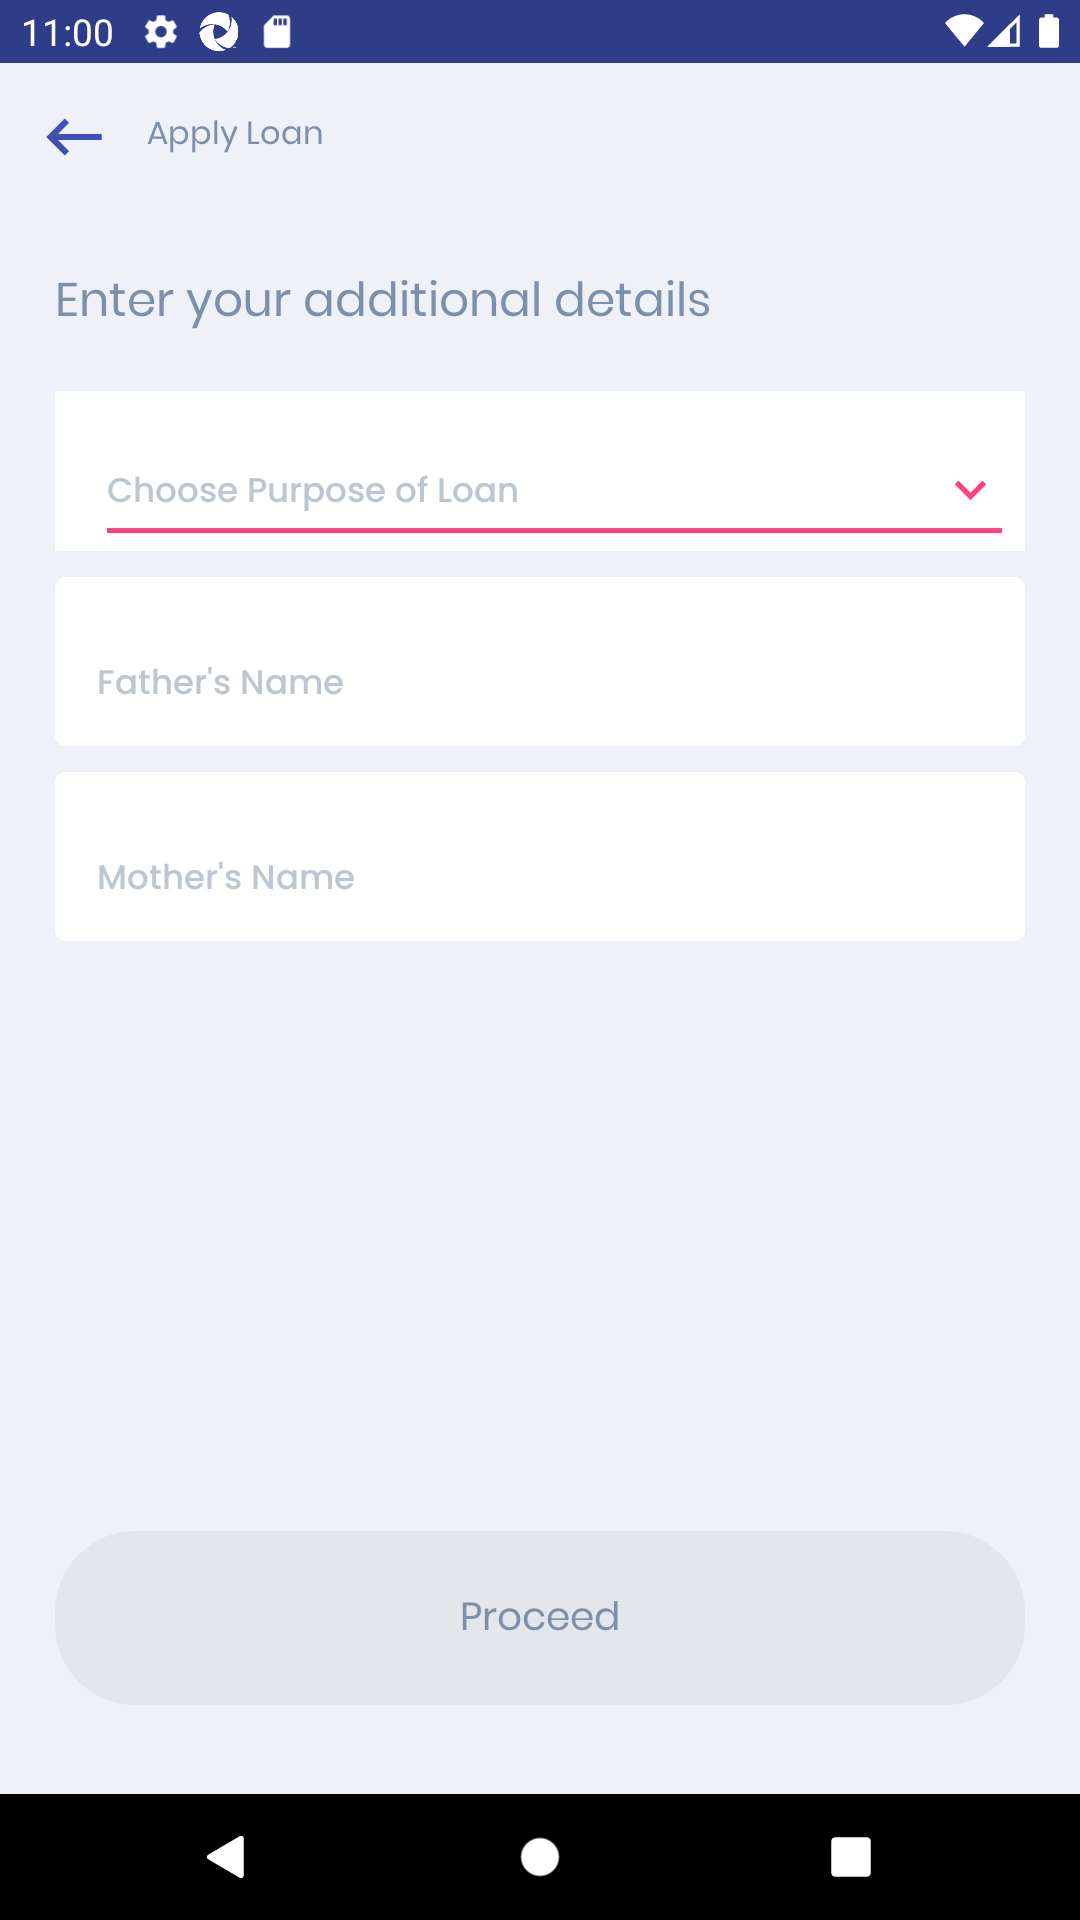 11:00
Apply Loan
Enter your additional details
Choose Purpose of Loan
Father's Name
Mother's Name
Proceed